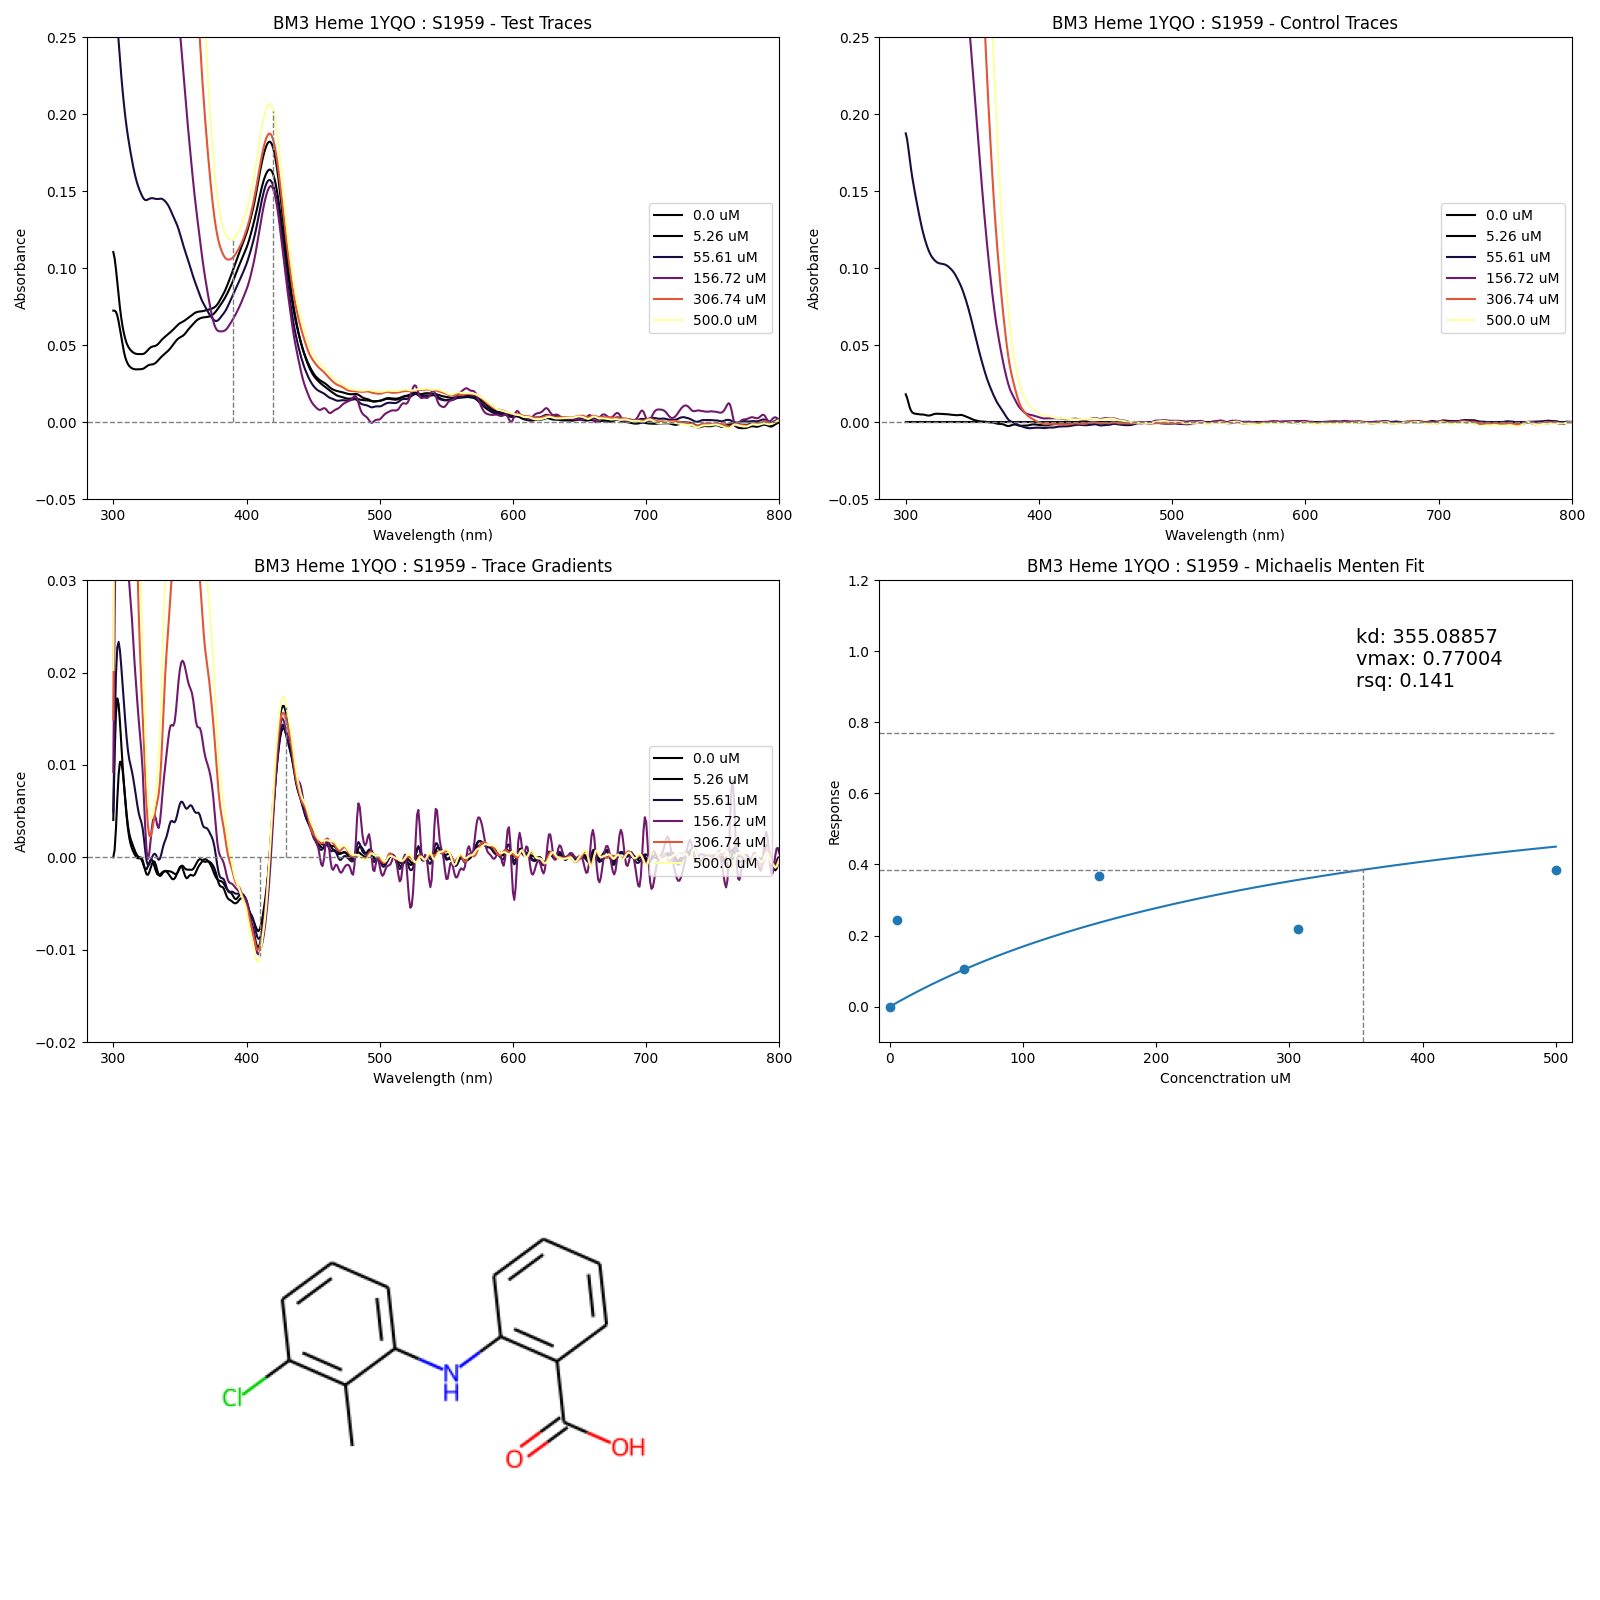 BM3 Heme 1YQO : S1959 - Test Traces
Absorbance
0.25
0.20
0.15
0.10
0.05
0.00
−0.05
300 400 500 600 700 800
Wavelength (nm)
0.0 uM
5.26 uM
55.61 uM
156.72 uM
306.74 uM
500.0 uM
BM3 Heme 1YQO : S1959 - Control Traces
Absorbance
0.25
0.20
0.15
0.10
0.05
0.00
−0.05
300 400 500 600 700 800
Wavelength (nm)
0.0 uM
5.26 uM
55.61 uM
156.72 uM
306.74 uM
500.0 uM
BM3 Heme 1YQO : S1959 - Trace Gradients
Absorbance
0.03
0.02
0.01
0.00
−0.01
−0.02
300 400 500 600 700 800
Wavelength (nm)
0.0 uM
5.26 uM
55.61 uM
156.72 uM
306.74 uM
500.0 uM
BM3 Heme 1YQO : S1959 - Michaelis Menten Fit
Response
1.2
1.0
0.8
0.6
0.4
0.2
0.0
0 100 200 300 400 500
Concenctration uM
kd: 355.08857
vmax: 0.77004
rsq: 0.141
Cl
N
H
O
OH